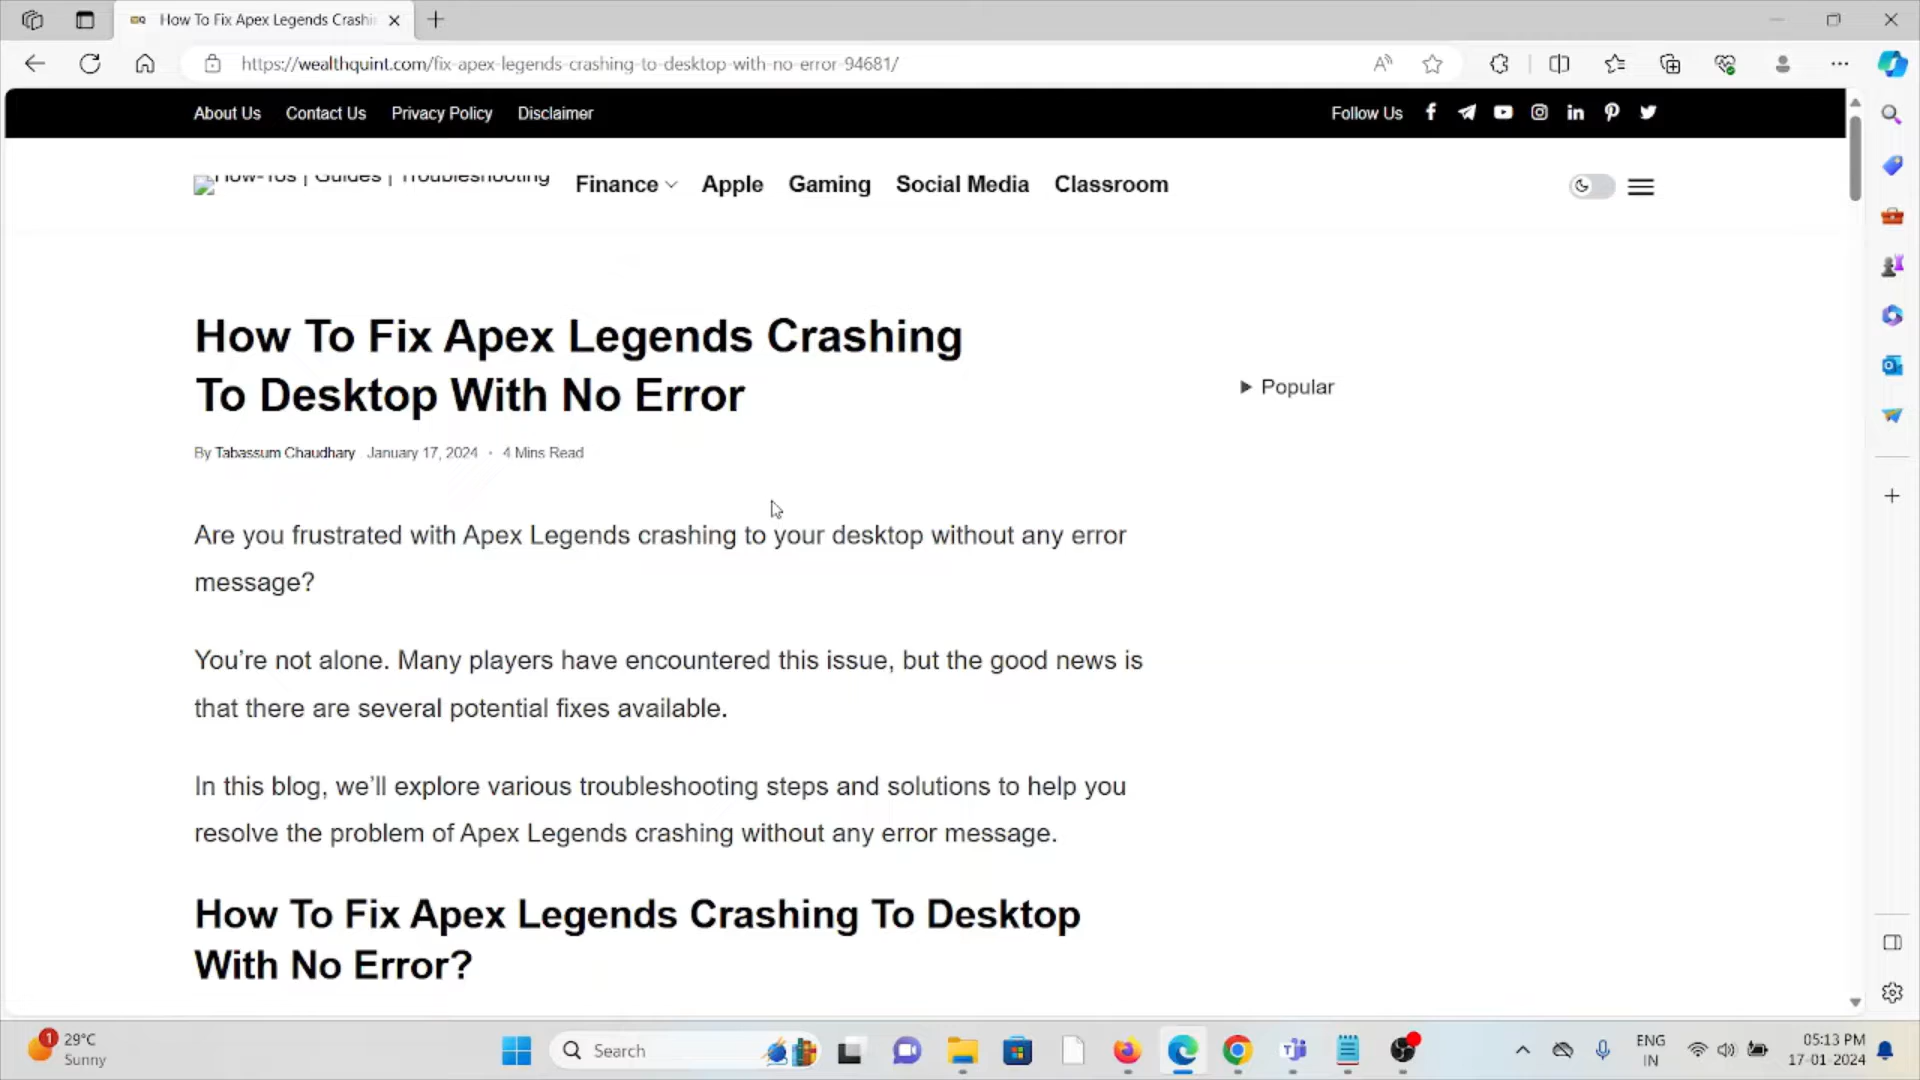 How To Fix Apex Legends Crashi
https://wealthquint.com/fix-apex-legends-crashing-to-desktop-with-no-error-94681/
About Us Contact Us Privacy Policy Disclaimer Follow Us
How-Tos | Guides | Troubleshooting Finance Apple Gaming Social Media Classroom
How To Fix Apex Legends Crashing
To Desktop With No Error
Popular
By Tabassum Chaudhary January 17, 2024 • 4 Mins Read
Are you frustrated with Apex Legends crashing to your desktop without any error
message?
You’re not alone. Many players have encountered this issue, but the good news is
that there are several potential fixes available.
In this blog, we’ll explore various troubleshooting steps and solutions to help you
resolve the problem of Apex Legends crashing without any error message.
How To Fix Apex Legends Crashing To Desktop
With No Error?
1 29°C
Sunny
Search
ENG
IN
05:13 PM
17-01-2024